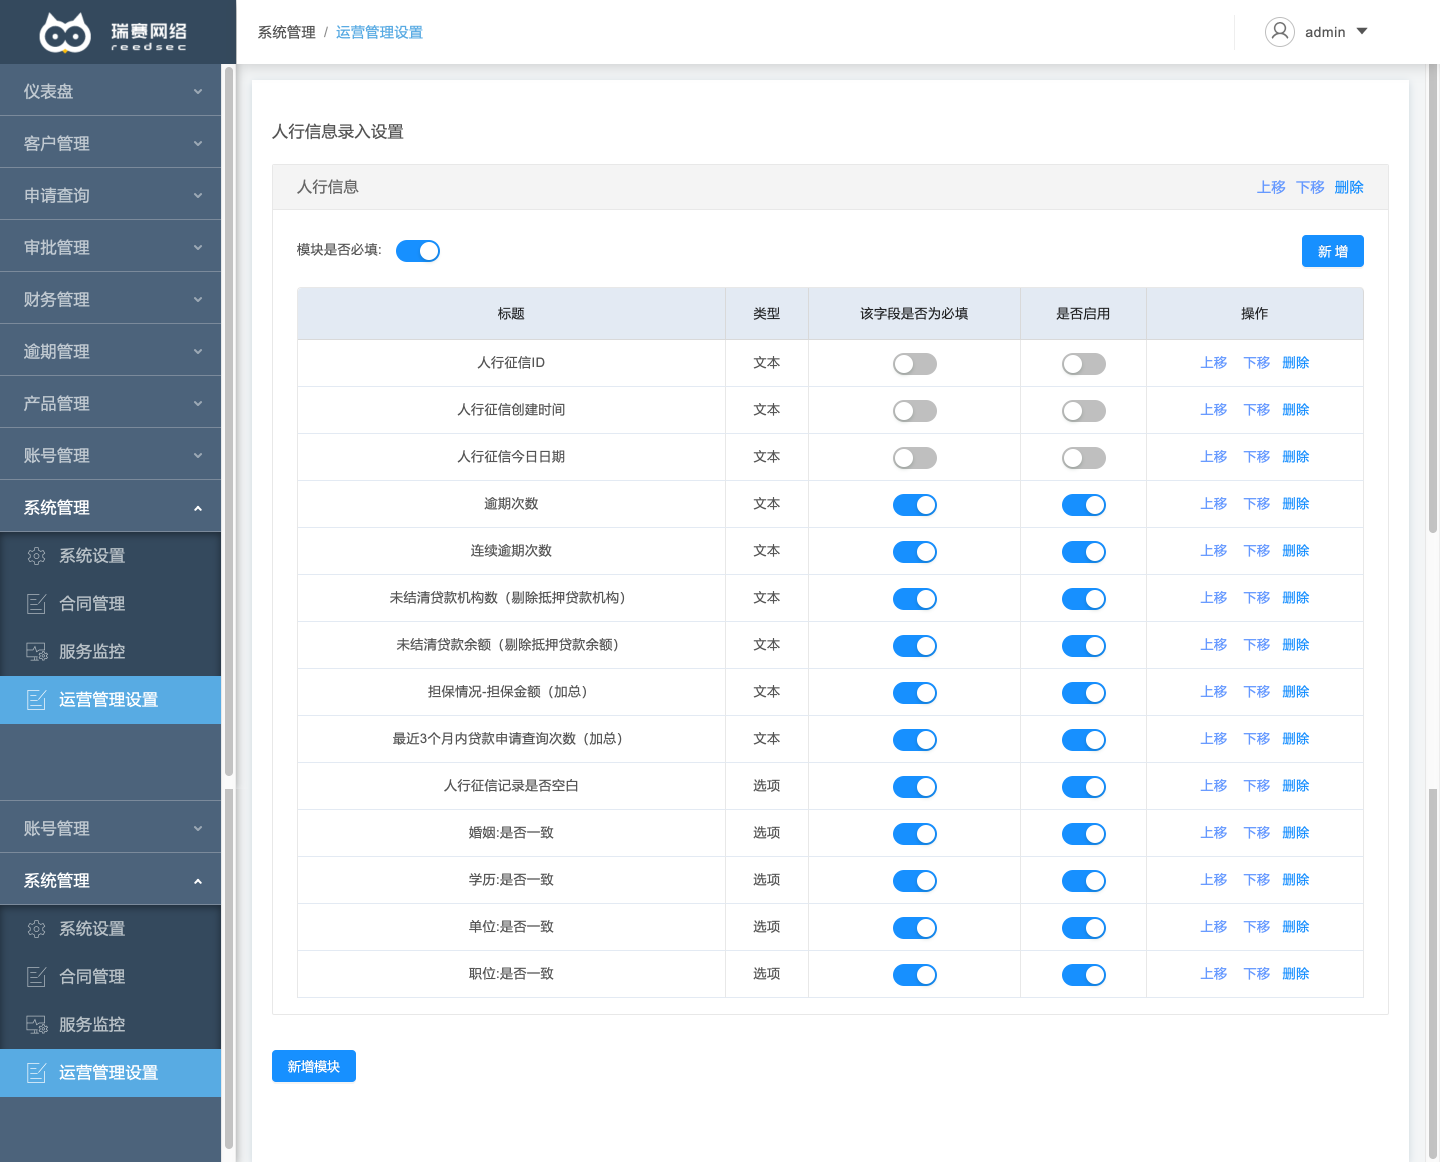 瑞赛网络
reedsec
系统管理 / 运营管理设置
admin
仪表盘
客户管理
申请查询
审批管理
财务管理
逾期管理
产品管理
账号管理
系统管理
系统设置
合同管理
服务监控
运营管理设置
账号管理
系统管理
系统设置
合同管理
服务监控
运营管理设置
人行信息录入设置
人行信息 上移 下移 删除
模块是否必填: 新 增
标题 类型 该字段是否为必填 是否启用 操作
人行征信ID 文本 上移 下移 删除
人行征信创建时间 文本 上移 下移 删除
人行征信今日日期 文本 上移 下移 删除
逾期次数 文本 上移 下移 删除
连续逾期次数 文本 上移 下移 删除
未结清贷款机构数（剔除抵押贷款机构） 文本 上移 下移 删除
未结清贷款余额（剔除抵押贷款余额） 文本 上移 下移 删除
担保情况-担保金额（加总） 文本 上移 下移 删除
最近3个月内贷款申请查询次数（加总） 文本 上移 下移 删除
人行征信记录是否空白 选项 上移 下移 删除
婚姻:是否一致 选项 上移 下移 删除
学历:是否一致 选项 上移 下移 删除
单位:是否一致 选项 上移 下移 删除
职位:是否一致 选项 上移 下移 删除
新增模块